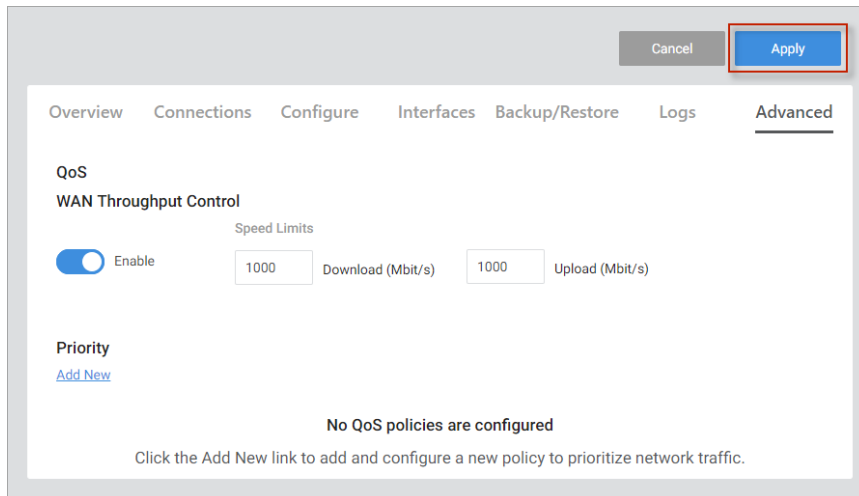 Cancel Apply
Overview Connections Configure Interfaces Backup/Restore Logs Advanced
QoS
WAN Throughput Control
Speed Limits
Enable 1000 Download (Mbit/s) 1000 Upload (Mbit/s)
Priority
Add New
No QoS policies are configured
Click the Add New link to add and configure a new policy to prioritize network traffic.